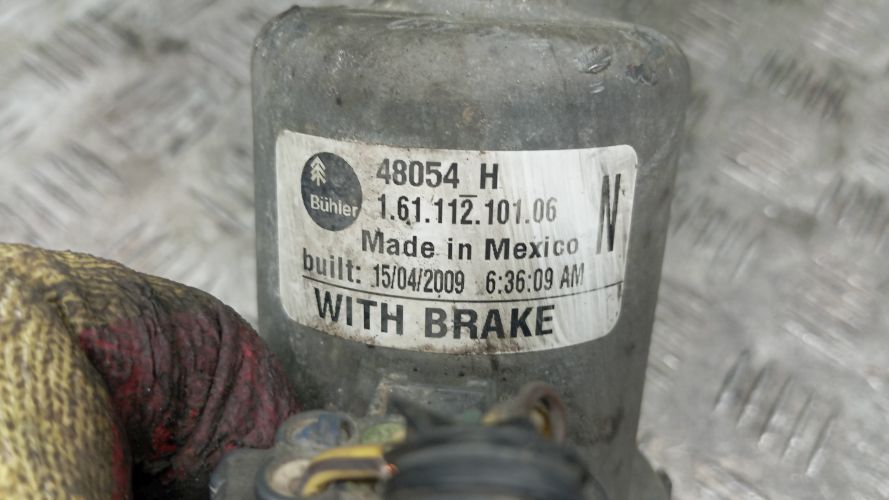 Bühler
48054_H
1.61.112.101.06
N
Made in Mexico
built: 15/04/2009 6:36:09 AM
WITH BRAKE